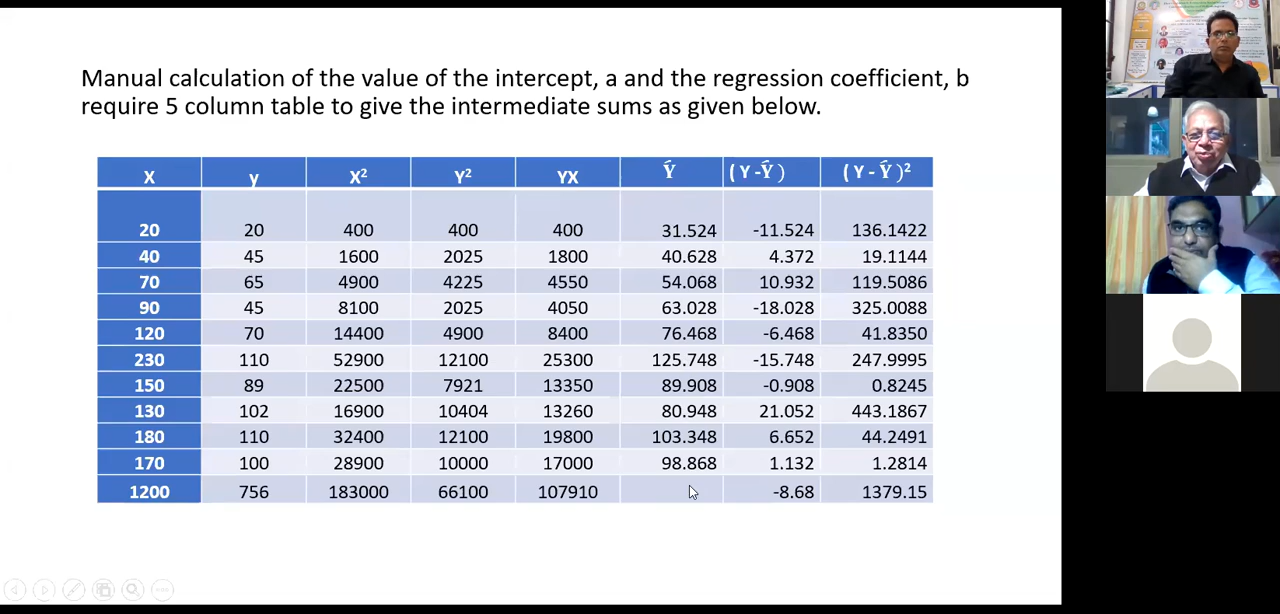 Manual calculation of the value of the intercept, a and the regression coefficient, b
require 5 column table to give the intermediate sums as given below.
X y X² Y² YX Ŷ (Y -Ŷ) (Y - Ŷ)²
20 20 400 400 400 31.524 -11.524 136.1422
40 45 1600 2025 1800 40.628 4.372 19.1144
70 65 4900 4225 4550 54.068 10.932 119.5086
90 45 8100 2025 4050 63.028 -18.028 325.0088
120 70 14400 4900 8400 76.468 -6.468 41.8350
230 110 52900 12100 25300 125.748 -15.748 247.9995
150 89 22500 7921 13350 89.908 -0.908 0.8245
130 102 16900 10404 13260 80.948 21.052 443.1867
180 110 32400 12100 19800 103.348 6.652 44.2491
170 100 28900 10000 17000 98.868 1.132 1.2814
1200 756 183000 66100 107910 -8.68 1379.15